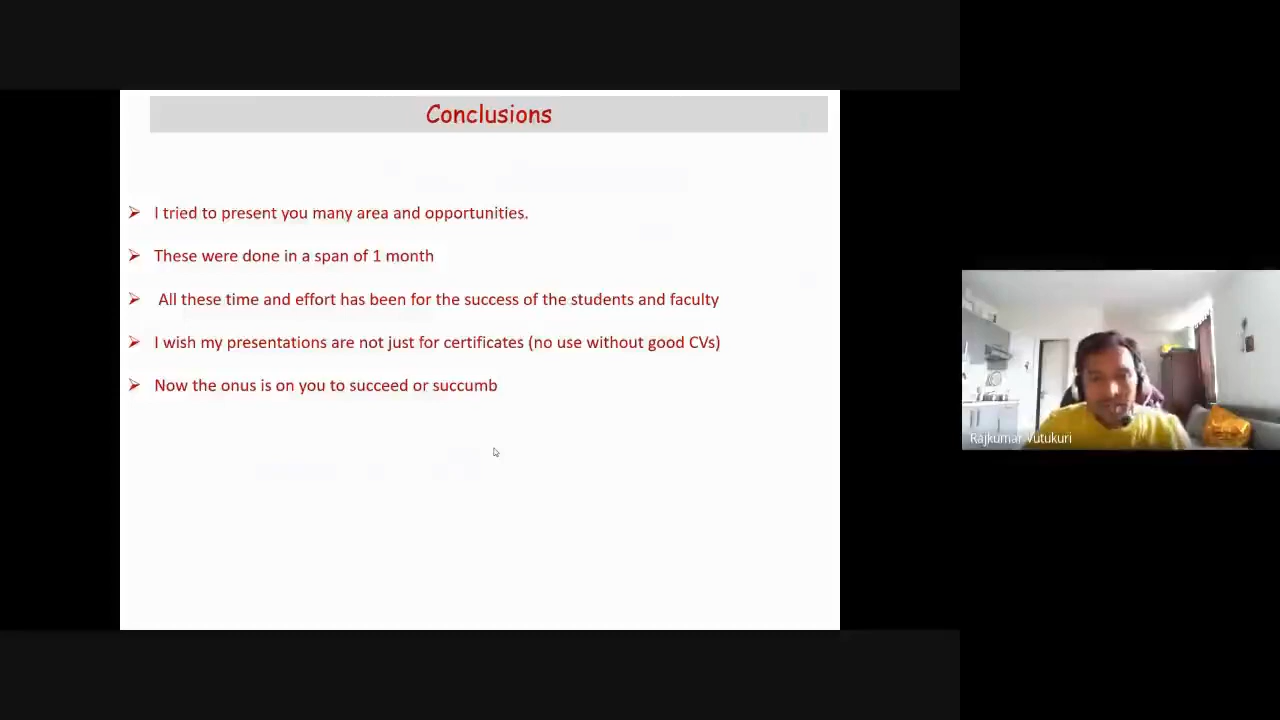 Conclusions
I tried to present you many area and opportunities.
These were done in a span of 1 month
All these time and effort has been for the success of the students and faculty
I wish my presentations are not just for certificates (no use without good CVs)
Now the onus is on you to succeed or succumb
Rajkumar Vutukuri